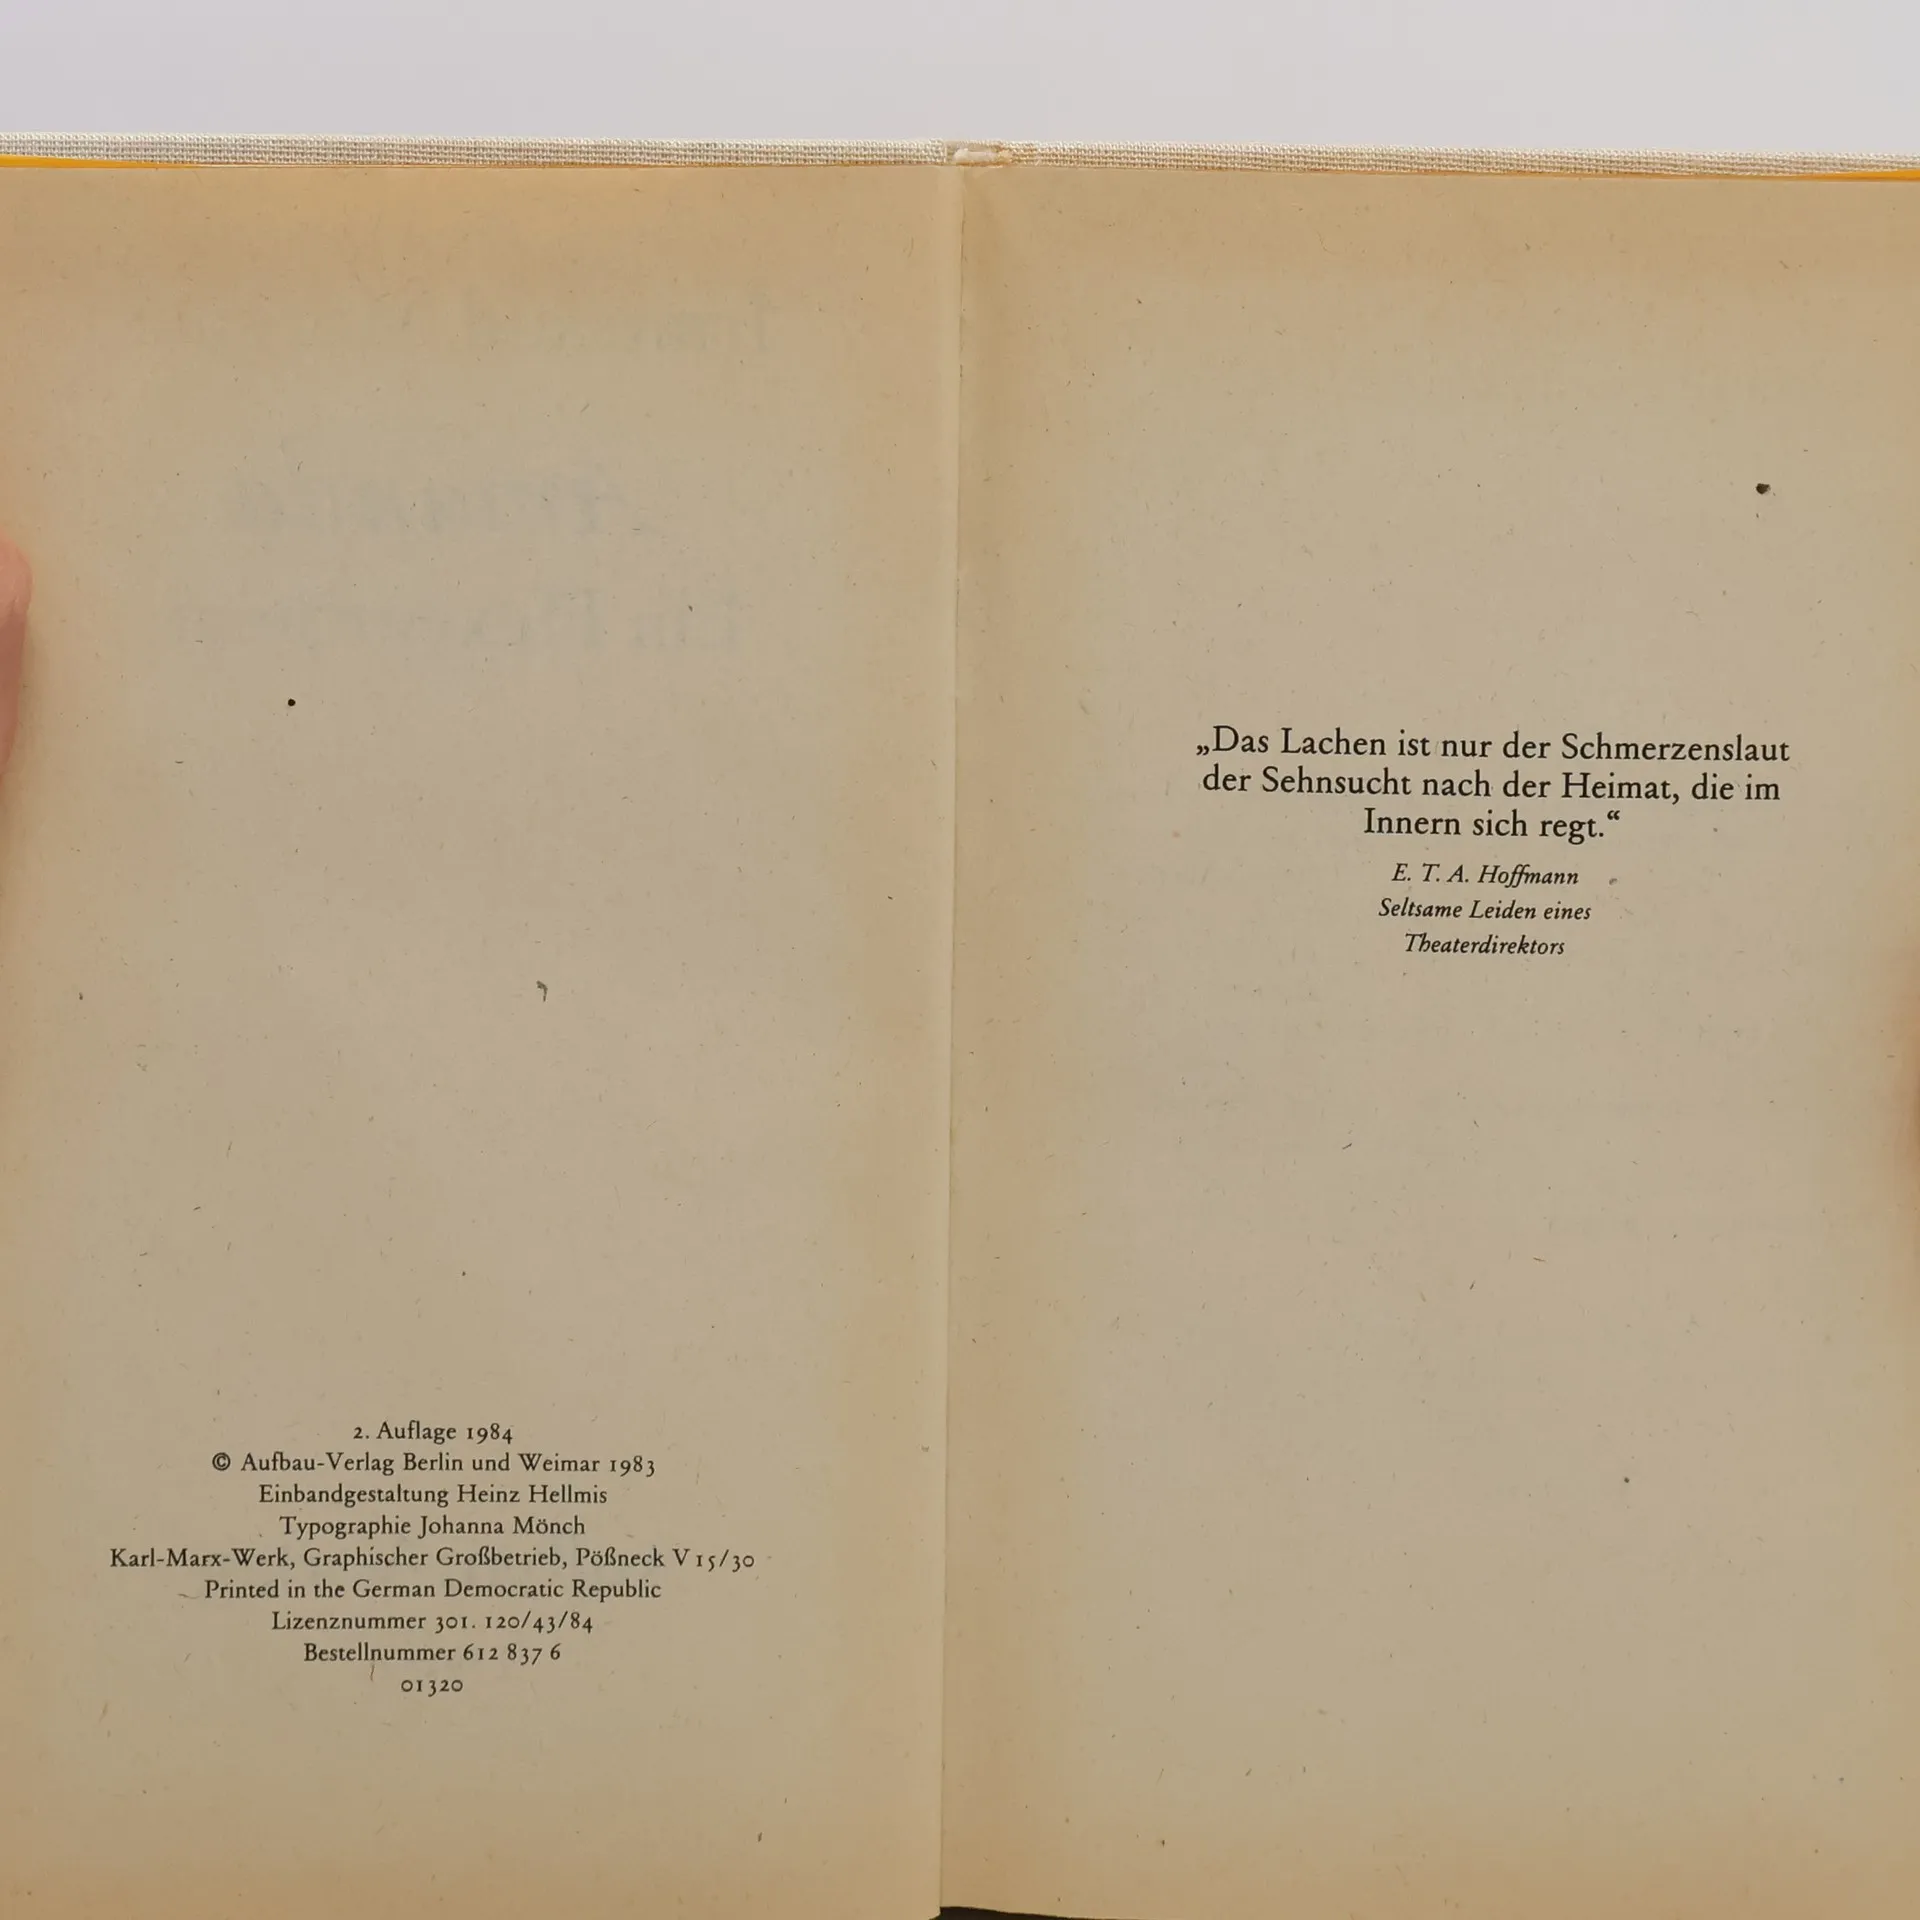 2. Auflage 1984
© Aufbau-Verlag Berlin und Weimar 1983
Einbandgestaltung Heinz Hellmis
Typographie Johanna Mönch
Karl-Marx-Werk, Graphischer Großbetrieb, Pößneck V 15/30
Printed in the German Democratic Republic
Lizenznummer 301. 120/43/84
Bestellnummer 612 837 6
01320
„Das Lachen ist nur der Schmerzenslaut
der Sehnsucht nach der Heimat, die im
Innern sich regt.“
E. T. A. Hoffmann
Seltsame Leiden eines
Theaterdirektors